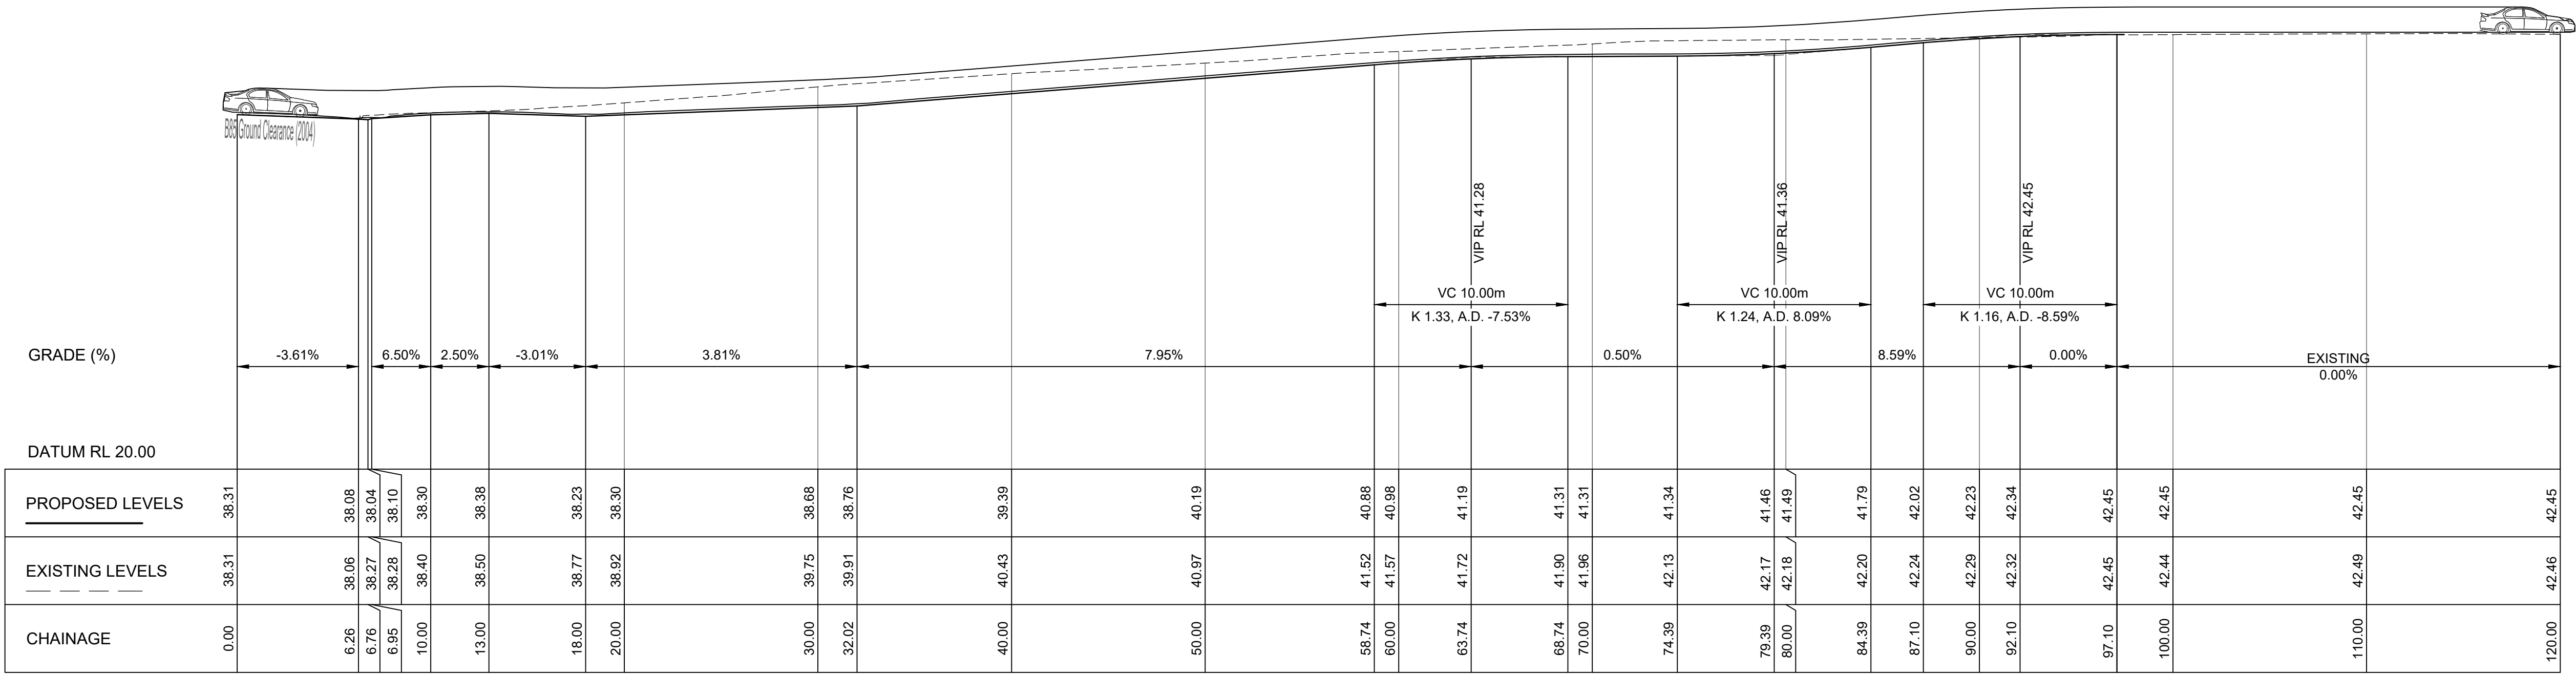 B85 Ground Clearance (2004)
VIP RL 41.28
VIP RL 41.36
VIP RL 42.45
VC 10.00m VC 10.00m VC 10.00m
K 1.33, A.D. -7.53% K 1.24, A.D. 8.09% K 1.16, A.D. -8.59%
GRADE (%) -3.61% 6.50% 2.50% -3.01% 3.81% 7.95% 0.50% 8.59% 0.00% EXISTING
0.00%
DATUM RL 20.00
PROPOSED LEVELS 38.31 38.08 38.04 38.10 38.30 38.38 38.23 38.30 38.68 38.76 39.39 40.19 40.88 40.98 41.19 41.31 41.31 41.34 41.46 41.49 41.79 42.02 42.23 42.34 42.45 42.45 42.45 42.45
EXISTING LEVELS 38.31 38.06 38.27 38.28 38.40 38.50 38.77 38.92 39.75 39.91 40.43 40.97 41.52 41.57 41.72 41.90 41.96 42.13 42.17 42.18 42.20 42.24 42.29 42.32 42.45 42.44 42.49 42.46
CHAINAGE 0.00 6.26 6.76 6.95 10.00 13.00 18.00 20.00 30.00 32.02 40.00 50.00 58.74 60.00 63.74 68.74 70.00 74.39 79.39 80.00 84.39 87.10 90.00 92.10 97.10 100.00 110.00 120.00